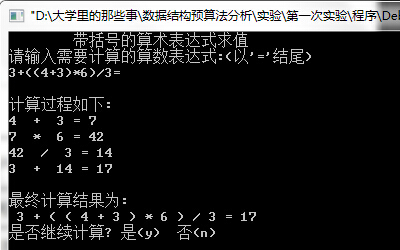 "D:\大学里的那些事\数据结构预算法分析\实验\第一次实验\程序\Del
带括号的算术表达式求值
请输入需要计算的算数表达式:(以'='结尾)
3+((4+3)*6)/3=
计算过程如下:
4 + 3 = 7
7 * 6 = 42
42 / 3 = 14
3 + 14 = 17
最终计算结果为:
3 + ( ( 4 + 3 ) * 6 ) / 3 = 17
是否继续计算? 是(y) 否(n)